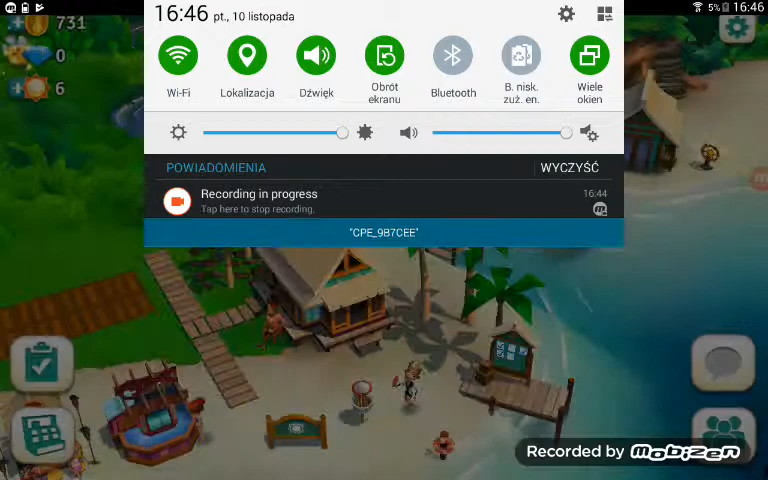 5% 16:46
731
0
6
16:46 pt., 10 listopada
Wi-Fi
Lokalizacja
Dźwięk
Obrót
ekranu
Bluetooth
B. nisk.
zuż. en.
Wiele
okien
POWIADOMIENIA
WYCZYŚĆ
Recording in progress
16:44
Tap here to stop recording.
"CPE_9B7CEE"
Recorded by Mobizen